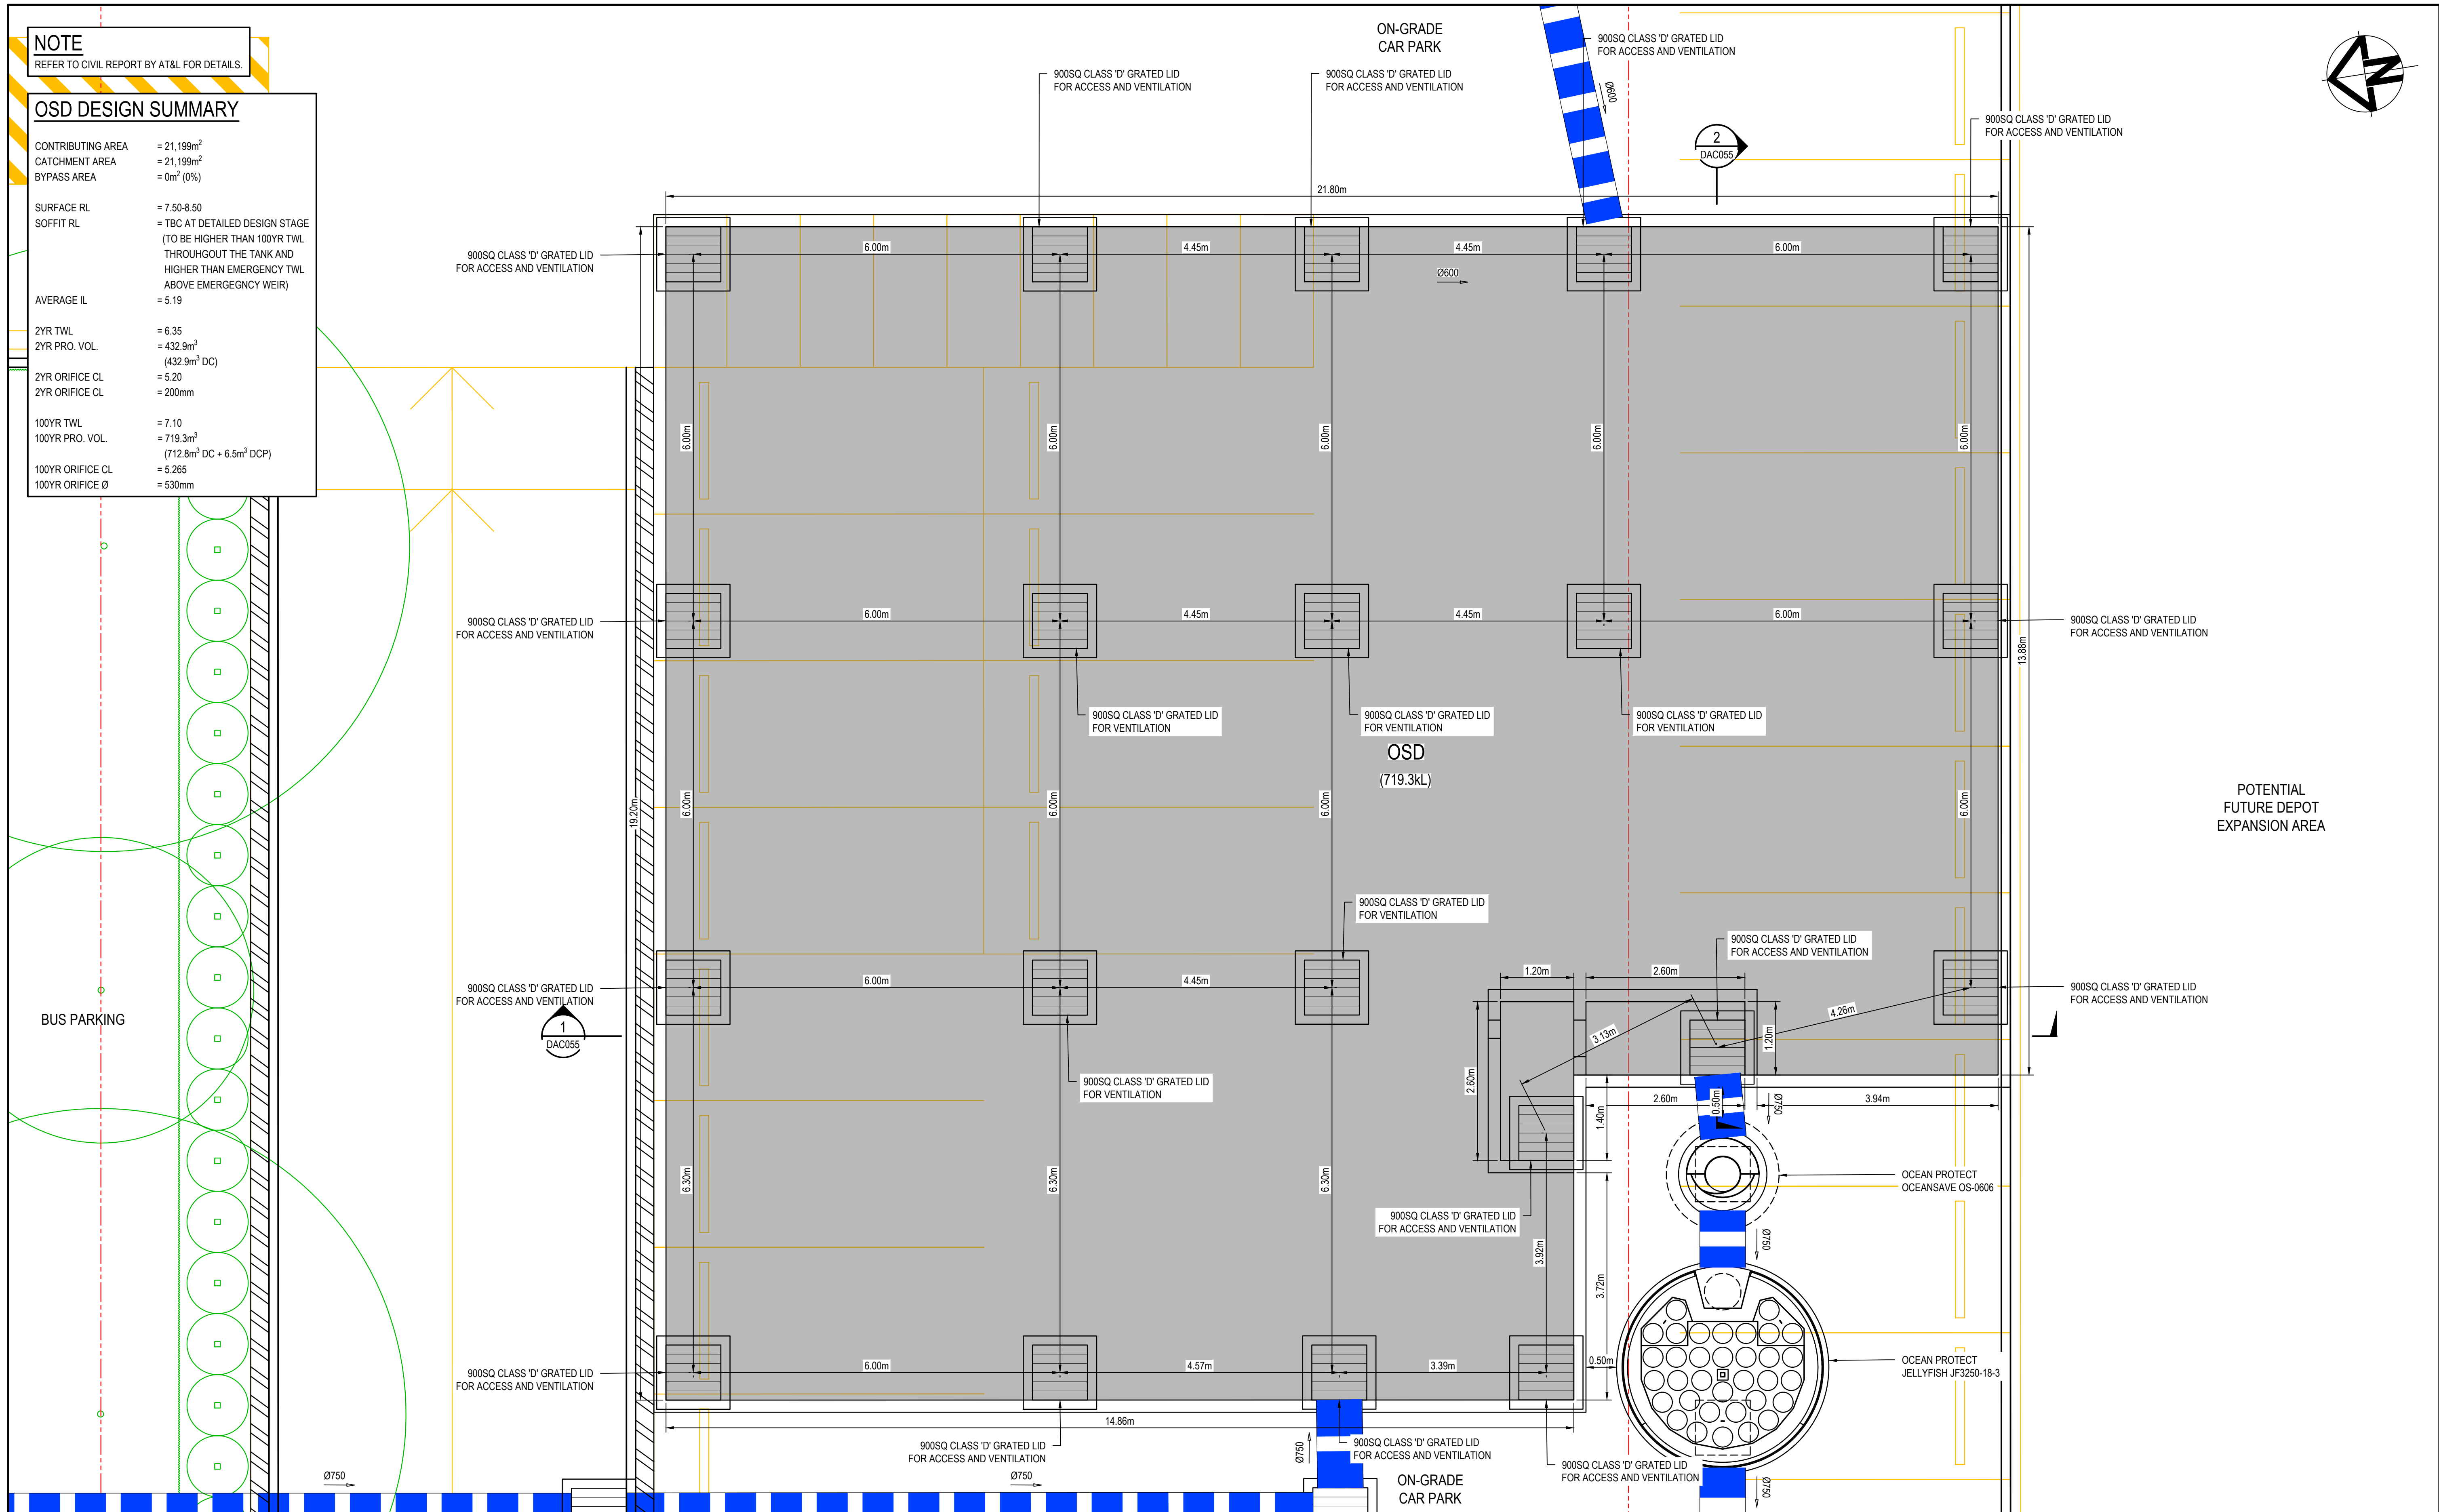 NOTE
REFER TO CIVIL REPORT BY AT&L FOR DETAILS.
OSD DESIGN SUMMARY
CONTRIBUTING AREA = 21,199m²
CATCHMENT AREA = 21,199m²
BYPASS AREA = 0m² (0%)
SURFACE RL = 7.50-8.50
SOFFIT RL = TBC AT DETAILED DESIGN STAGE
(TO BE HIGHER THAN 100YR TWL
THROUHGOUT THE TANK AND
HIGHER THAN EMERGENCY TWL
ABOVE EMERGEGNCY WEIR)
AVERAGE IL = 5.19
2YR TWL = 6.35
2YR PRO. VOL. = 432.9m³
(432.9m³ DC)
2YR ORIFICE CL = 5.20
2YR ORIFICE CL = 200mm
100YR TWL = 7.10
100YR PRO. VOL. = 719.3m³
(712.8m³ DC + 6.5m³ DCP)
100YR ORIFICE CL = 5.265
100YR ORIFICE Ø = 530mm
ON-GRADE
CAR PARK
900SQ CLASS 'D' GRATED LID
FOR ACCESS AND VENTILATION
900SQ CLASS 'D' GRATED LID
FOR ACCESS AND VENTILATION
900SQ CLASS 'D' GRATED LID
FOR ACCESS AND VENTILATION
Ø600
N
900SQ CLASS 'D' GRATED LID
FOR ACCESS AND VENTILATION
2
DAC055
21.80m
900SQ CLASS 'D' GRATED LID
FOR ACCESS AND VENTILATION
6.00m
4.45m
4.45m
6.00m
Ø600
6.00m
6.00m
6.00m
6.00m
6.00m
900SQ CLASS 'D' GRATED LID
FOR ACCESS AND VENTILATION
6.00m
4.45m
4.45m
6.00m
900SQ CLASS 'D' GRATED LID
FOR ACCESS AND VENTILATION
13.88m
900SQ CLASS 'D' GRATED LID
FOR VENTILATION
900SQ CLASS 'D' GRATED LID
FOR VENTILATION
900SQ CLASS 'D' GRATED LID
FOR VENTILATION
OSD
(719.3kL)
19.20m
6.00m
6.00m
6.00m
6.00m
POTENTIAL
FUTURE DEPOT
EXPANSION AREA
900SQ CLASS 'D' GRATED LID
FOR VENTILATION
900SQ CLASS 'D' GRATED LID
FOR ACCESS AND VENTILATION
900SQ CLASS 'D' GRATED LID
FOR ACCESS AND VENTILATION
6.00m
4.45m
1.20m
2.60m
900SQ CLASS 'D' GRATED LID
FOR ACCESS AND VENTILATION
BUS PARKING
1
DAC055
3.13m
4.26m
1.20m
2.60m
900SQ CLASS 'D' GRATED LID
FOR VENTILATION
1.40m
2.60m
0.50m
Ø750
3.94m
6.30m
6.30m
6.30m
OCEAN PROTECT
OCEANSAVE OS-0606
900SQ CLASS 'D' GRATED LID
FOR ACCESS AND VENTILATION
3.92m
3.72m
Ø750
900SQ CLASS 'D' GRATED LID
FOR ACCESS AND VENTILATION
6.00m
4.57m
3.39m
0.50m
OCEAN PROTECT
JELLYFISH JF3250-18-3
14.86m
900SQ CLASS 'D' GRATED LID
FOR ACCESS AND VENTILATION
Ø750
900SQ CLASS 'D' GRATED LID
FOR ACCESS AND VENTILATION
900SQ CLASS 'D' GRATED LID
FOR ACCESS AND VENTILATION
Ø750
Ø750
ON-GRADE
CAR PARK
Ø750